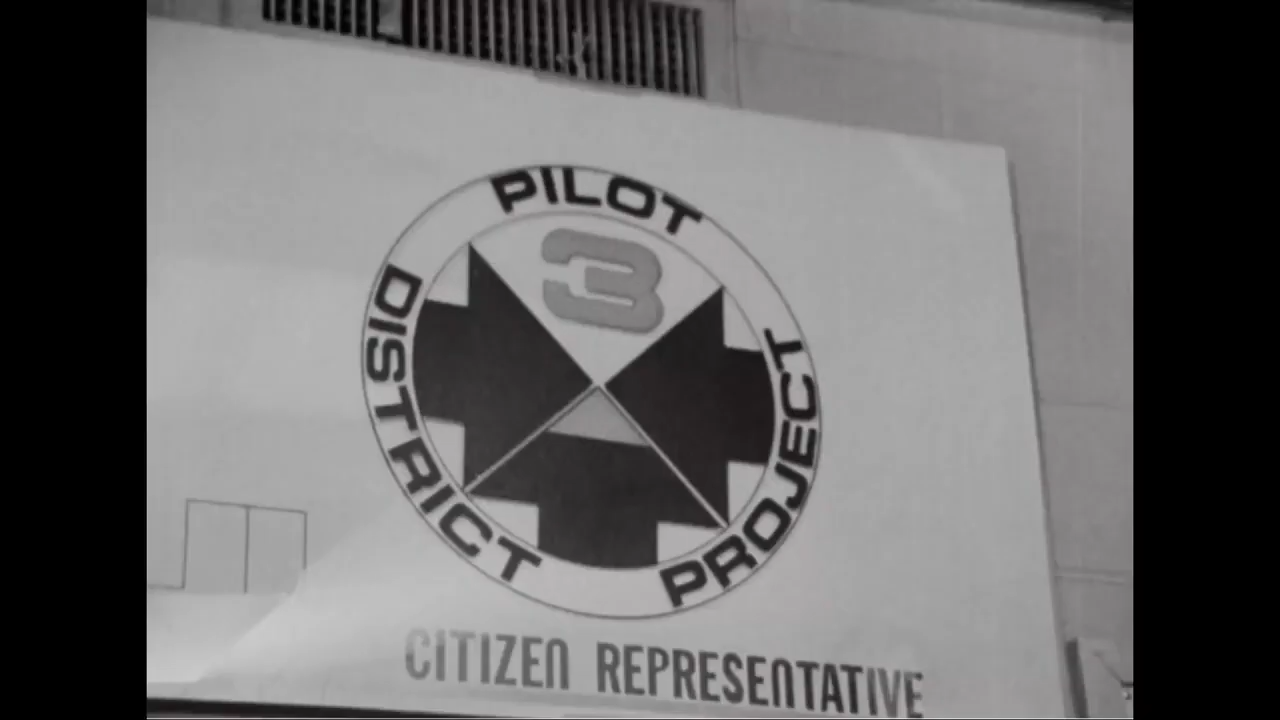 PILOT
DISTRICT
PROJECT
3
CITIZEN REPRESENTATIVE